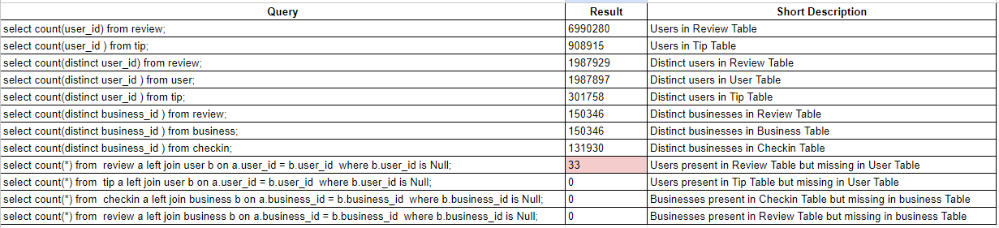 Query Result Short Description
select count(user_id) from review; 6990280 Users in Review Table
select count(user_id ) from tip; 908915 Users in Tip Table
select count(distinct user_id) from review; 1987929 Distinct users in Review Table
select count(distinct user_id ) from user; 1987897 Distinct users in User Table
select count(distinct user_id ) from tip; 301758 Distinct users in Tip Table
select count(distinct business_id ) from review; 150346 Distinct businesses in Review Table
select count(distinct business_id ) from business; 150346 Distinct businesses in Business Table
select count(distinct business_id ) from checkin; 131930 Distinct businesses in Checkin Table
select count(*) from  review a left join user b on a.user_id = b.user_id  where b.user_id is Null; 33 Users present in Review Table but missing in User Table
select count(*) from  tip a left join user b on a.user_id = b.user_id  where b.user_id is Null; 0 Users present in Tip Table but missing in User Table
select count(*) from  checkin a left join business b on a.business_id = b.business_id  where b.business_id is Null; 0 Businesses present in Checkin Table but missing in business Table
select count(*) from  review a left join business b on a.business_id = b.business_id  where b.business_id is Null; 0 Businesses present in Review Table but missing in business Table